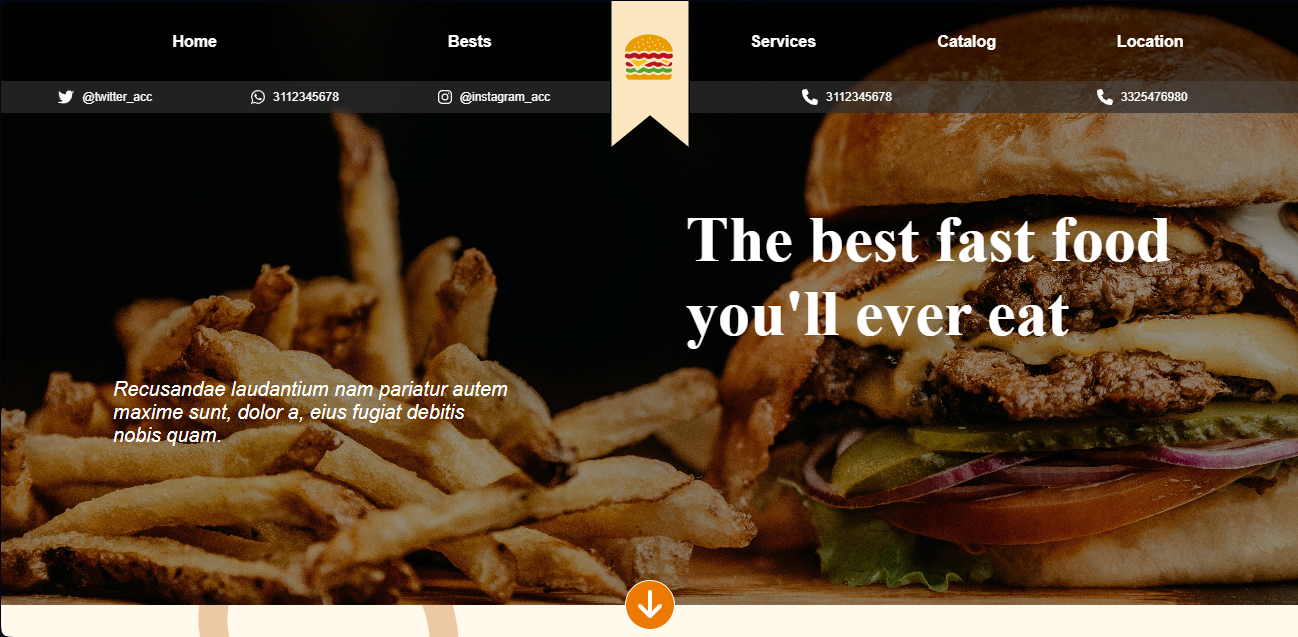 Home
Bests
Services
Catalog
Location
@twitter_acc
3112345678
@instagram_acc
3112345678
3325476980
The best fast food
you'll ever eat
Recusandae laudantium nam pariatur autem
maxime sunt, dolor a, eius fugiat debitis
nobis quam.